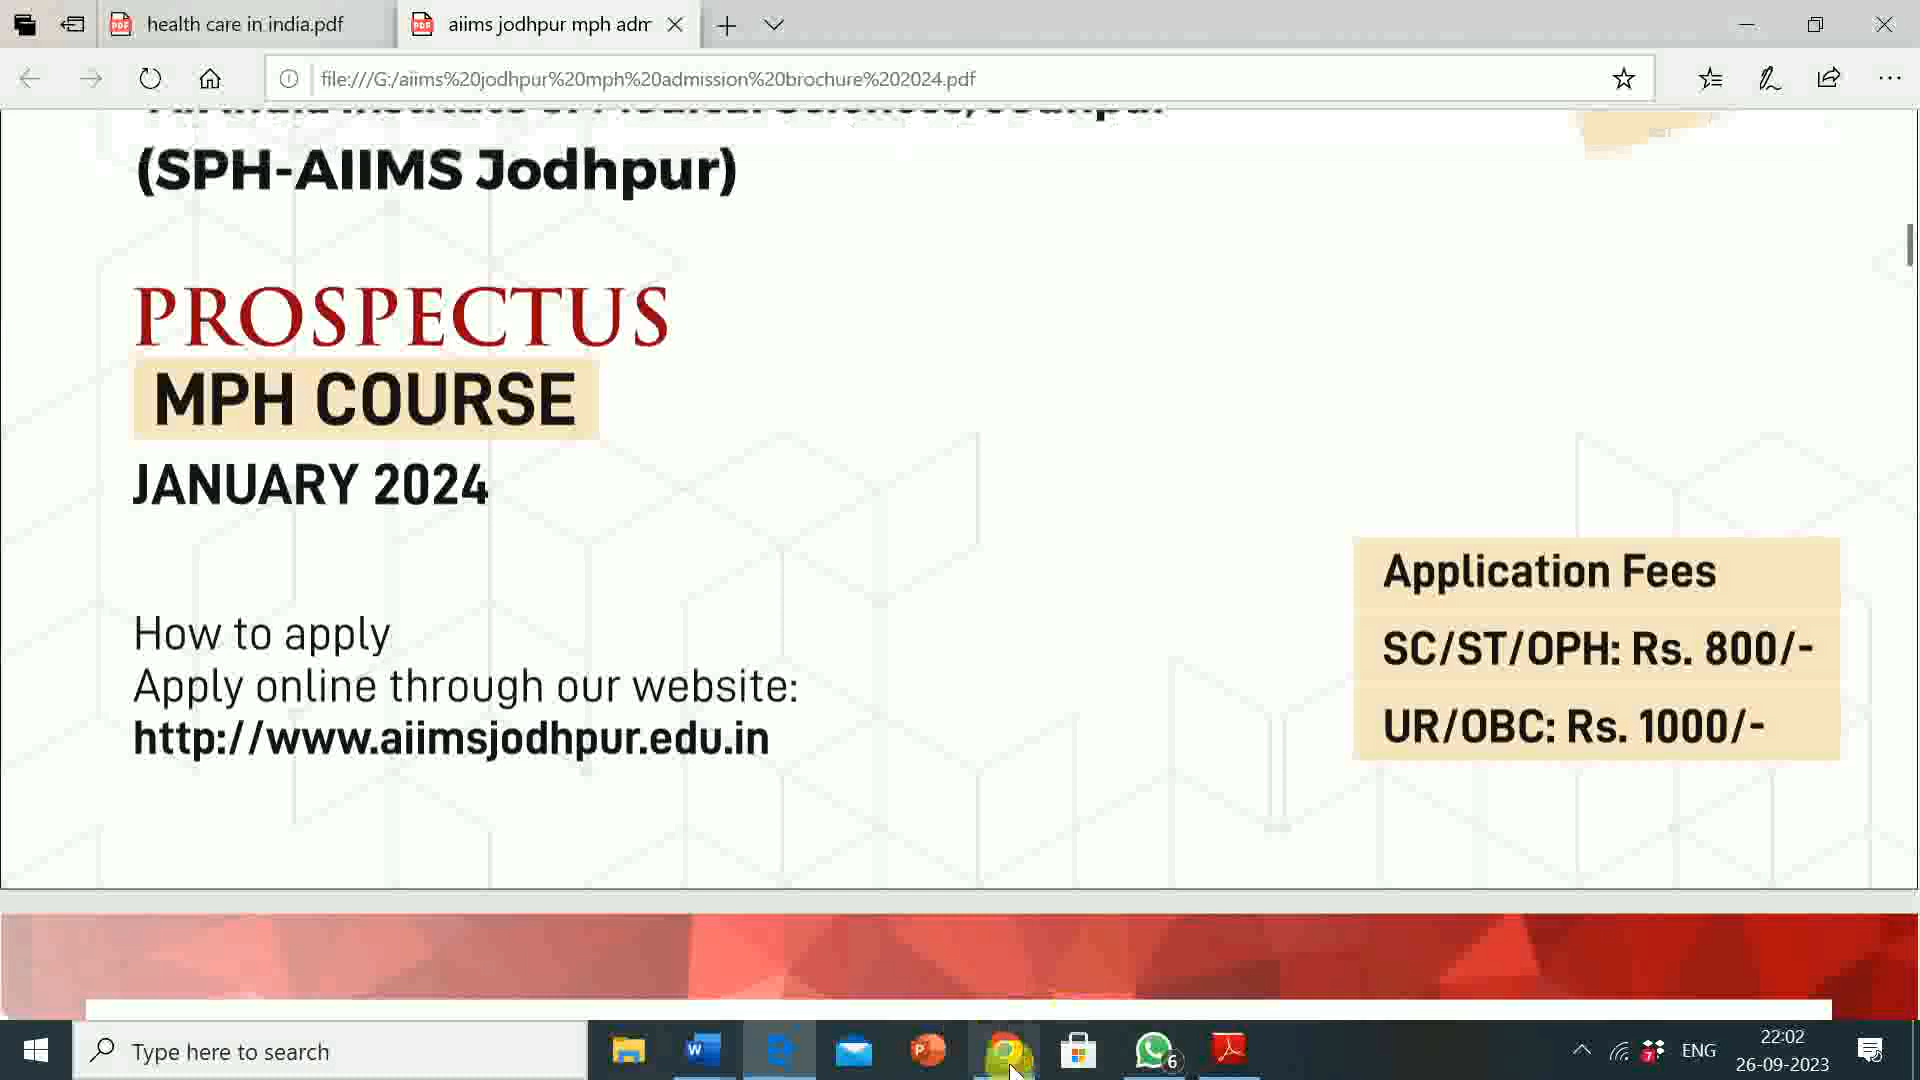 health care in india.pdf
aiims jodhpur mph adm
file:///G:/aiims%20jodhpur%20mph%20admission%20brochure%202024.pdf
(SPH-AIIMS Jodhpur)
PROSPECTUS
MPH COURSE
JANUARY 2024
How to apply
Apply online through our website:
http://www.aiimsjodhpur.edu.in
Application Fees
SC/ST/OPH: Rs. 800/-
UR/OBC: Rs. 1000/-
Type here to search
6
7
ENG
22:02
26-09-2023